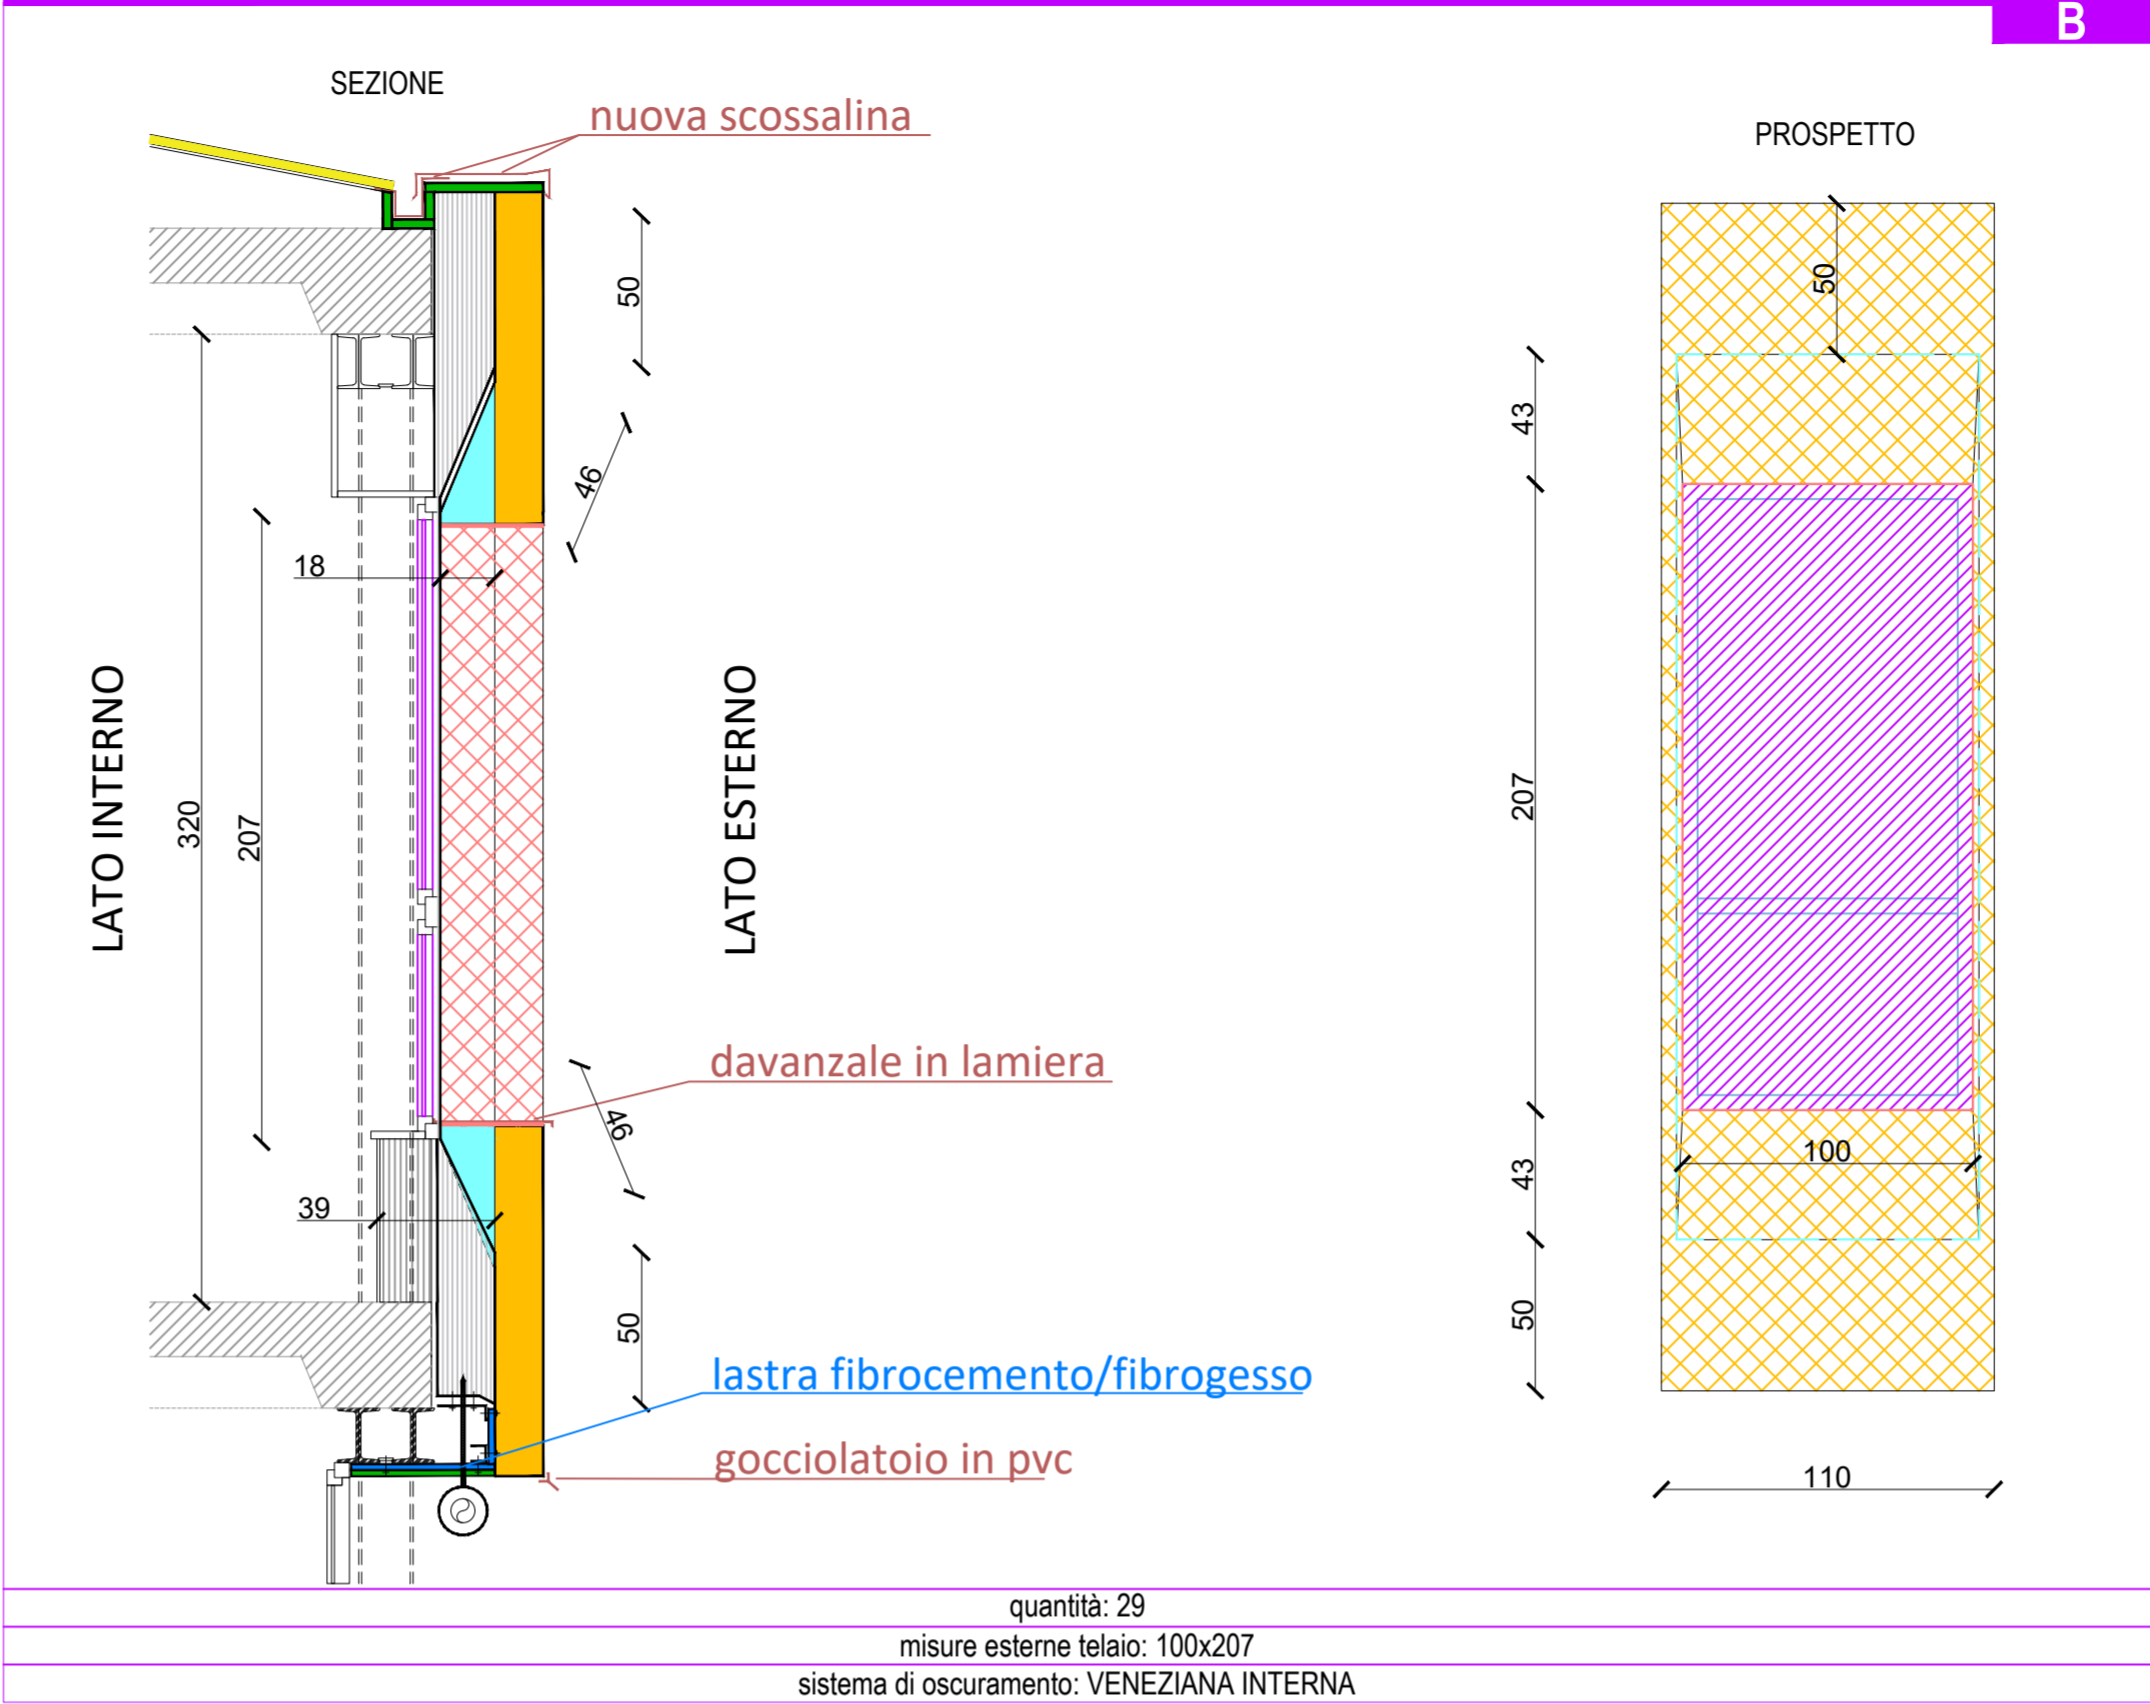 B
SEZIONE
nuova scossalina
PROSPETTO
50
50
43
46
18
LATO INTERNO
320
207
LATO ESTERNO
207
davanzale in lamiera
46
100
43
39
50
50
lastra fibrocemento/fibrogesso
gocciolatoio in pvc
110
quantità: 29
misure esterne telaio: 100x207
sistema di oscuramento: VENEZIANA INTERNA